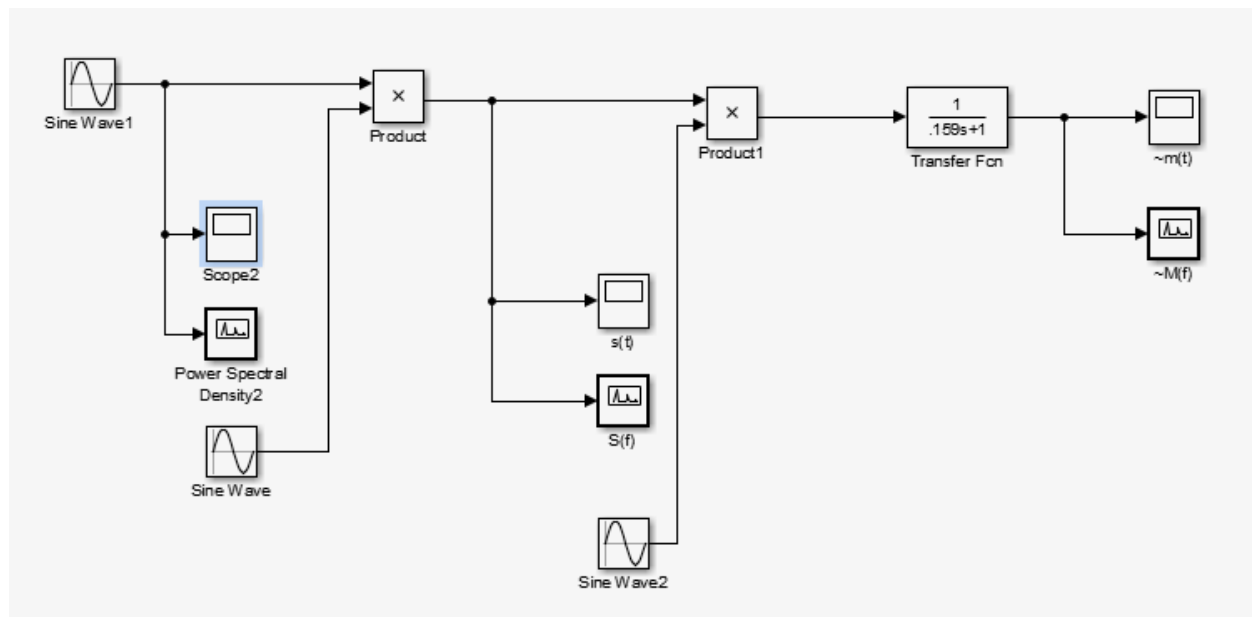 Sine Wave1
×
Product
×
Product1
1
.159s+1
Transfer Fcn
~m(t)
Scope2
~M(f)
s(t)
Power Spectral
Density2
S(f)
Sine Wave
Sine Wave2